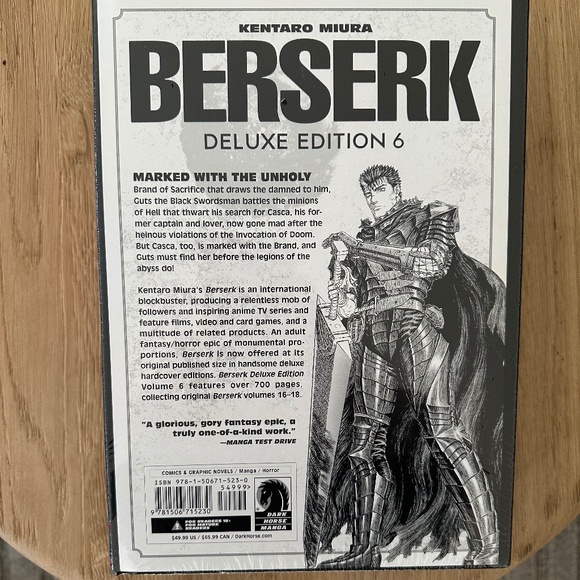 KENTARO MIURA
BERSERK
DELUXE EDITION 6
MARKED WITH THE UNHOLY
Brand of Sacrifice that draws the damned to him,
Guts the Black Swordsman battles the minions
of Hell that thwart his search for Casca, his for-
mer captain and lover, now gone mad after the
heinous violations of the Invocation of Doom.
But Casca, too, is marked with the Brand, and
Guts must find her before the legions of the
abyss do!
Kentaro Miura's Berserk is an international
blockbuster, producing a relentless mob of
followers and inspiring anime TV series and
feature films, video and card games, and a
multitude of related products. An adult
fantasy/horror epic of monumental pro-
portions, Berserk is now offered at its
original published size in handsome deluxe
hardcover editions. Berserk Deluxe Edition
Volume 6 features over 700 pages,
collecting original Berserk volumes 16–18.
"A glorious, gory fantasy epic, a
truly one-of-a-kind work."
—MANGA TEST DRIVE
COMICS & GRAPHIC NOVELS / Manga / Horror
ISBN 978-1-50671-523-0
54999>
9 781506 715230
FOR READERS 18+
FOR MATURE
READERS
DARK
HORSE
MANGA
$49.99 US / $65.99 CAN / DarkHorse.com